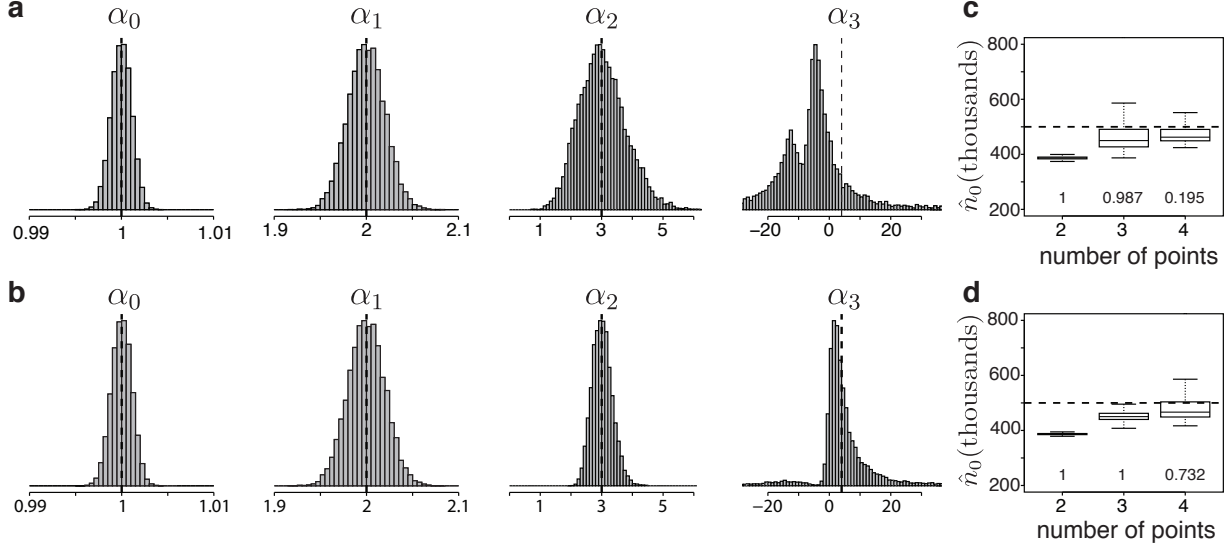 a
α0
0.99 1 1.01
α1
1.9 2 2.1
α2
1 3 5
α3
−20 0 20
c
n̂0(thousands)
800
600
400
200
1 0.987 0.195
2 3 4
number of points
b
α0
0.99 1 1.01
α1
1.9 2 2.1
α2
1 3 5
α3
−20 0 20
d
n̂0(thousands)
800
600
400
200
1 1 0.732
2 3 4
number of points